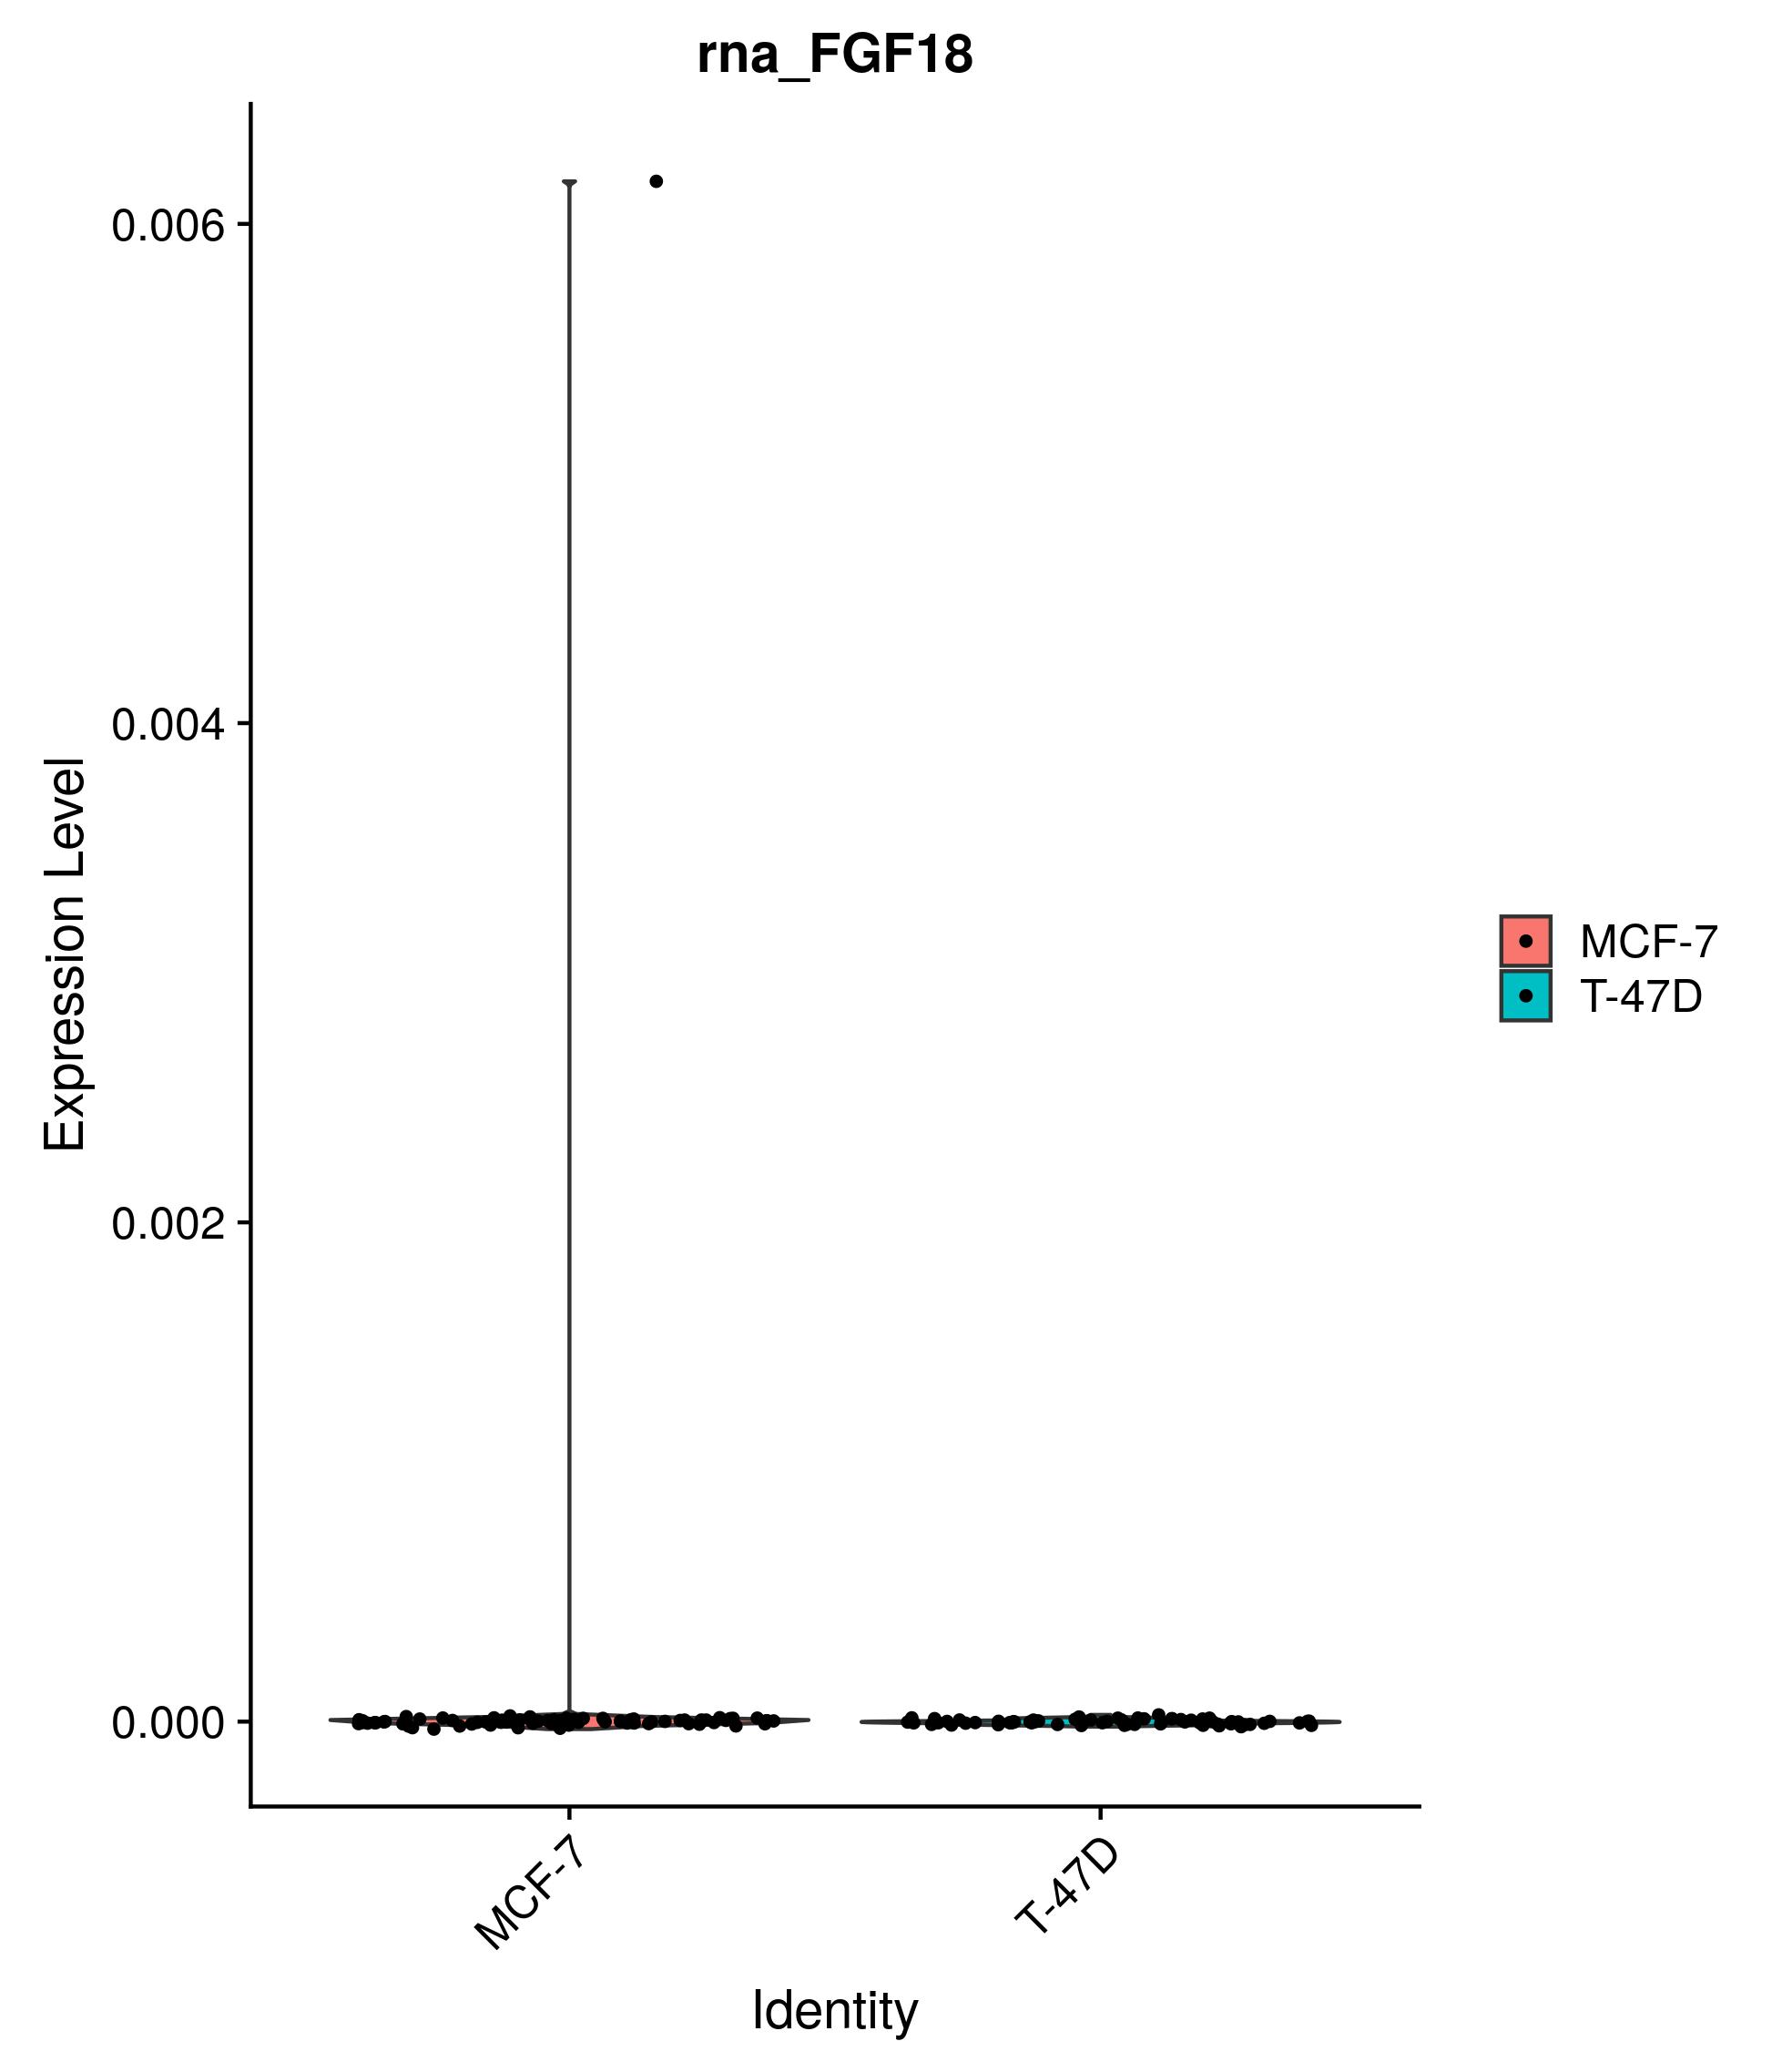 rna_FGF18
Expression Level
0.006
0.004
0.002
0.000
MCF-7
T-47D
Identity
MCF-7
T-47D